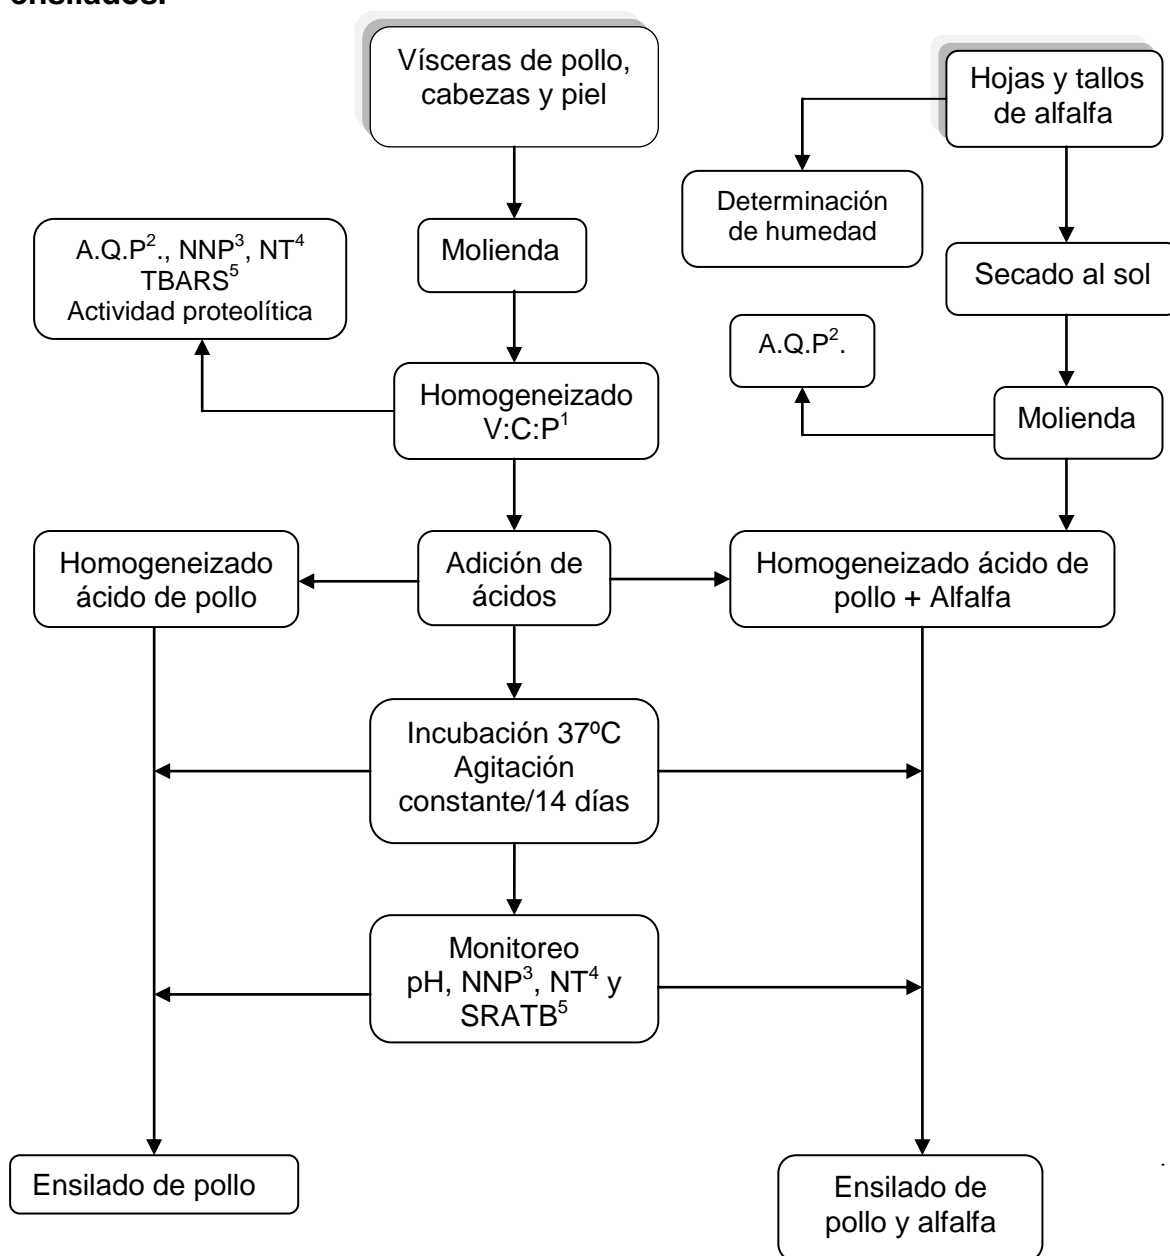 ensilados.
Vísceras de pollo,
cabezas y piel
Hojas y tallos
de alfalfa
Determinación
de humedad
A.Q.P²., NNP³, NT⁴
TBARS⁵
Actividad proteolítica
Molienda
Secado al sol
A.Q.P².
Homogeneizado
V:C:P¹
Molienda
Homogeneizado
ácido de pollo
Adición de
ácidos
Homogeneizado ácido de
pollo + Alfalfa
Incubación 37ºC
Agitación
constante/14 días
Monitoreo
pH, NNP³, NT⁴ y
SRATB⁵
Ensilado de pollo
Ensilado de
pollo y alfalfa
.